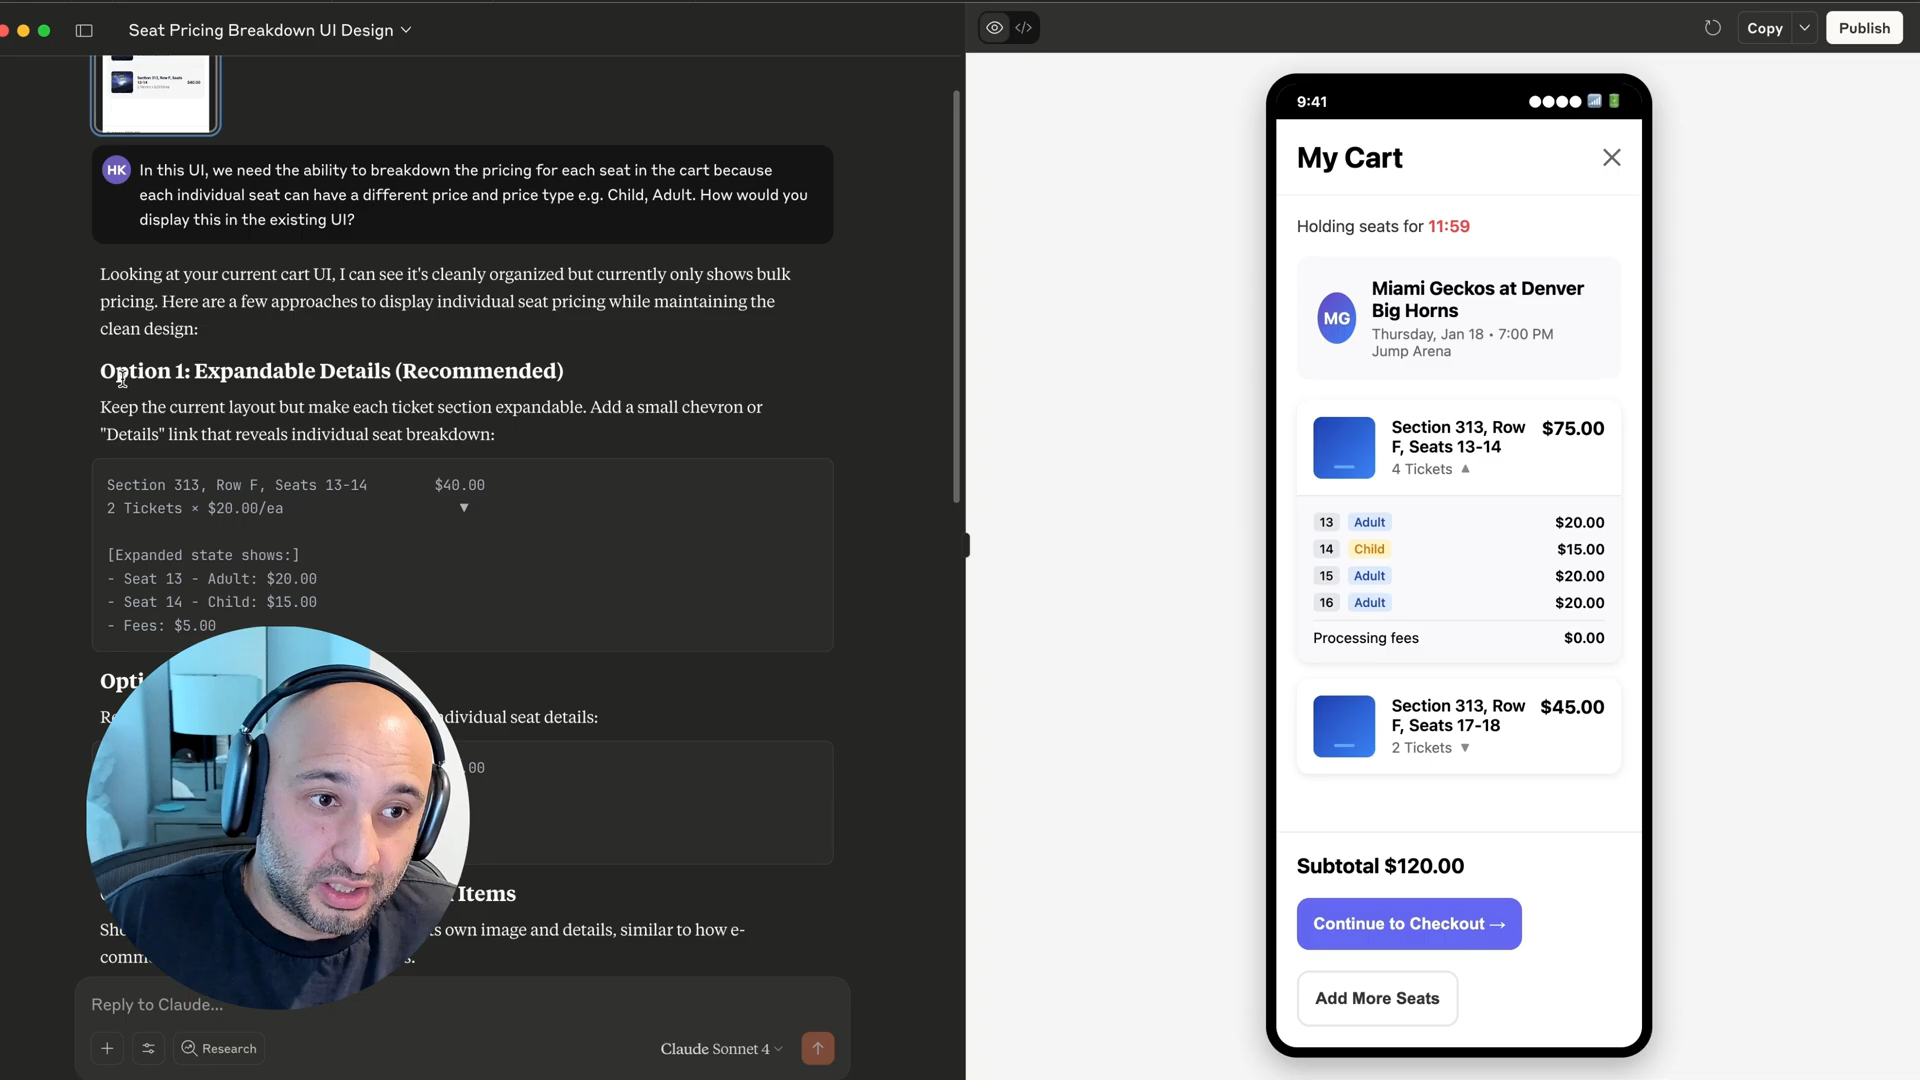 Seat Pricing Breakdown UI Design
Copy
Publish
Section 313, Row F, Seats
$40.00
HK
In this UI, we need the ability to breakdown the pricing for each seat in the cart because
each individual seat can have a different price and price type e.g. Child, Adult. How would you
display this in the existing UI?
Looking at your current cart UI, I can see it's cleanly organized but currently only shows bulk
pricing. Here are a few approaches to display individual seat pricing while maintaining the
clean design:
Option 1: Expandable Details (Recommended)
Keep the current layout but make each ticket section expandable. Add a small chevron or
"Details" link that reveals individual seat breakdown:
Section 313, Row F, Seats 13-14 $40.00
2 Tickets × $20.00/ea ▼
[Expanded state shows:]
- Seat 13 - Adult: $20.00
- Seat 14 - Child: $15.00
- Fees: $5.00
dividual seat details:
.00
Items
own image and details, similar to how e-
Reply to Claude...
Research
Claude Sonnet 4
9:41
My Cart
Holding seats for 11:59
MG
Miami Geckos at Denver
Big Horns
Thursday, Jan 18 • 7:00 PM
Jump Arena
Section 313, Row
F, Seats 13-14
$75.00
4 Tickets ▲
13 Adult $20.00
14 Child $15.00
15 Adult $20.00
16 Adult $20.00
Processing fees $0.00
Section 313, Row
F, Seats 17-18
$45.00
2 Tickets ▼
Subtotal $120.00
Continue to Checkout →
Add More Seats